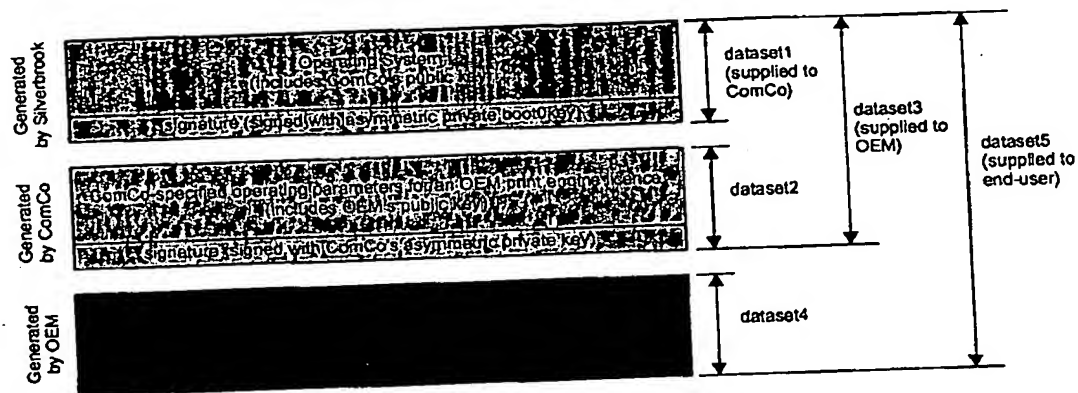 Generated
by Silverbrook
Operating System
(includes ComCo's public key)
signature (signed with asymmetric private boot0key)
dataset1
(supplied to
ComCo)
dataset3
(supplied to
OEM)
dataset5
(supplied to
end-user)
Generated
by ComCo
ComCo-specified operating parameters for an OEM print engine licence
(includes OEM's public key)
signature (signed with ComCo's asymmetric private key)
dataset2
Generated
by OEM
dataset4